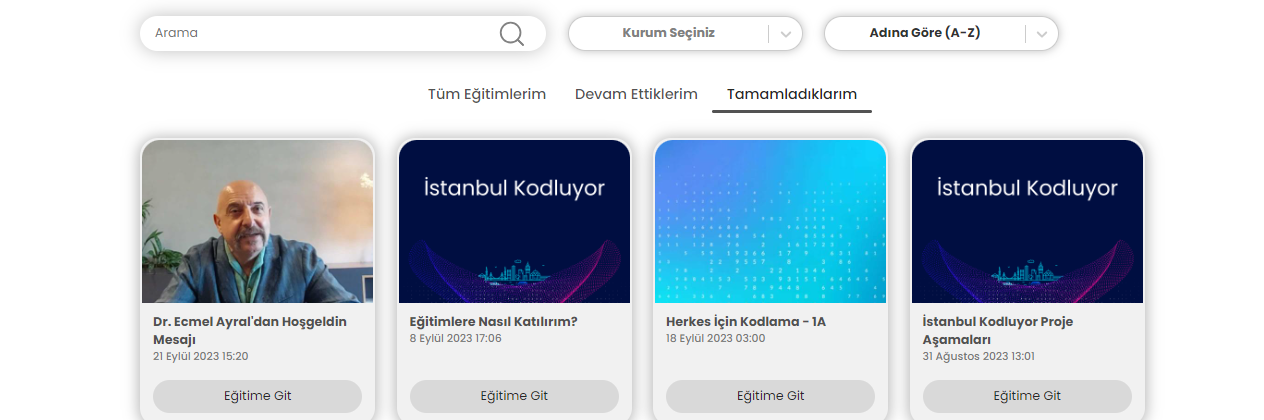 Arama
Kurum Seçiniz
Adına Göre (A-Z)
Tüm Eğitimlerim
Devam Ettiklerim
Tamamladıklarım
İstanbul Kodluyor
İstanbul Kodluyor
Dr. Ecmel Ayral'dan Hoşgeldin
Mesajı
21 Eylül 2023 15:20
Eğitime Git
Eğitimlere Nasıl Katılırım?
8 Eylül 2023 17:06
Eğitime Git
Herkes İçin Kodlama - 1A
18 Eylül 2023 03:00
Eğitime Git
İstanbul Kodluyor Proje
Aşamaları
31 Ağustos 2023 13:01
Eğitime Git